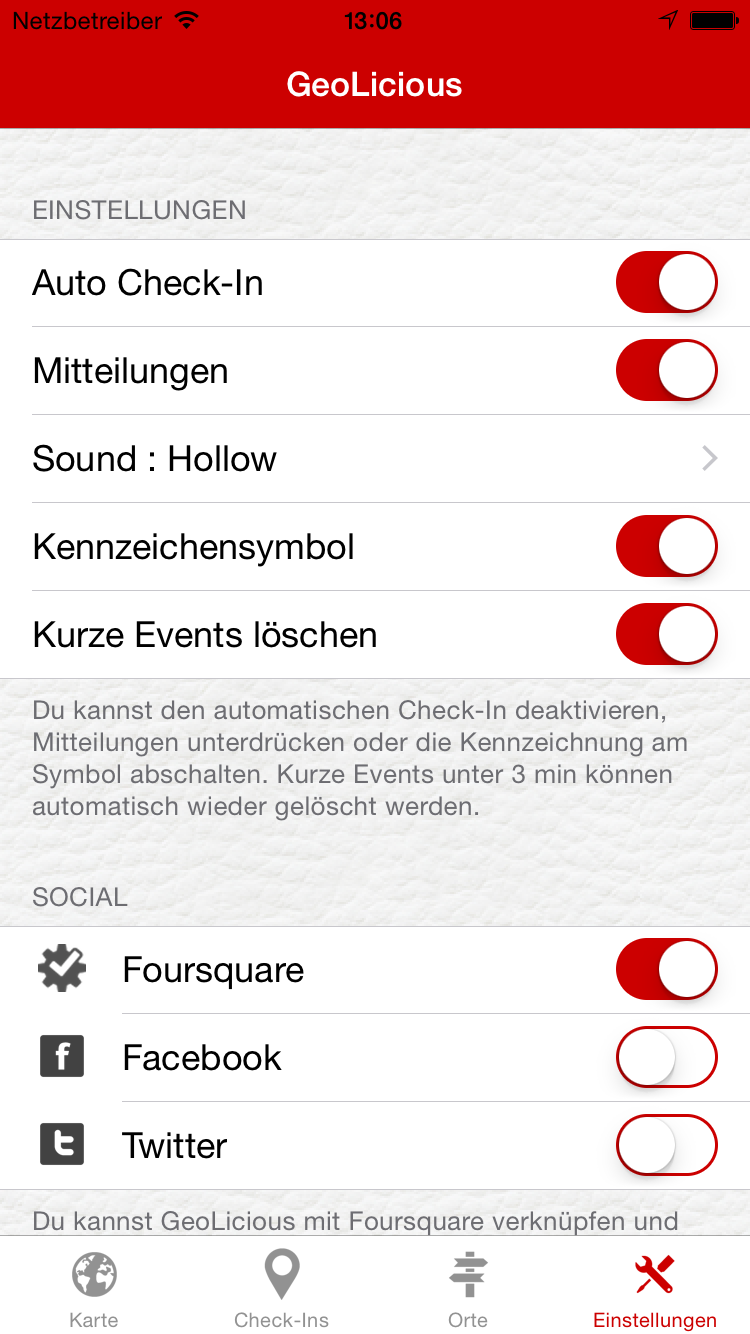 Netzbetreiber 13:06
GeoLicious
EINSTELLUNGEN
Auto Check-In
Mitteilungen
Sound : Hollow
Kennzeichensymbol
Kurze Events löschen
Du kannst den automatischen Check-In deaktivieren,
Mitteilungen unterdrücken oder die Kennzeichnung am
Symbol abschalten. Kurze Events unter 3 min können
automatisch wieder gelöscht werden.
SOCIAL
Foursquare
Facebook
Twitter
Du kannst GeoLicious mit Foursquare verknüpfen und
Karte Check-Ins Orte Einstellungen